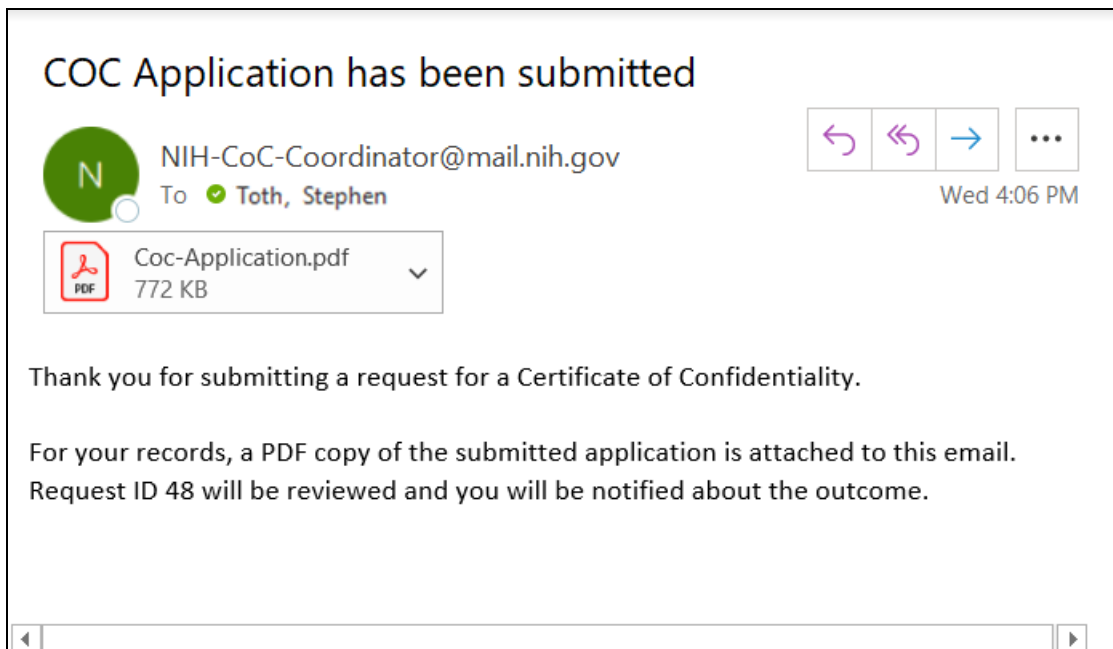 COC Application has been submitted
N
NIH-CoC-Coordinator@mail.nih.gov
To Toth, Stephen
Wed 4:06 PM
PDF
Coc-Application.pdf
772 KB
Thank you for submitting a request for a Certificate of Confidentiality.
For your records, a PDF copy of the submitted application is attached to this email.
Request ID 48 will be reviewed and you will be notified about the outcome.